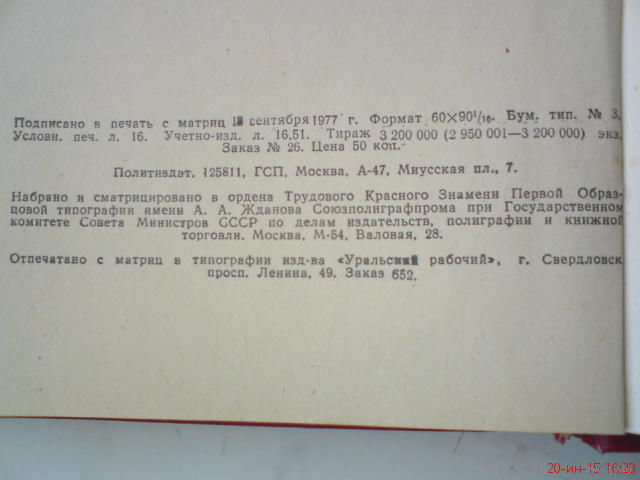 Подписано в печать с матриц 13 сентября 1977 г. Формат 60×90¹/₁₆. Бум. тип. № 3.
Условн. печ. л. 16. Учетно-изд. л. 16,51. Тираж 3 200 000 (2 950 001—3 200 000) экз.
Заказ № 26. Цена 50 коп.
Политиздат. 125811, ГСП, Москва, А-47, Миусская пл., 7.
Набрано и сматрицировано в ордена Трудового Красного Знамени Первой Образ-
цовой типографии имени А. А. Жданова Союзполиграфпрома при Государственном
комитете Совета Министров СССР по делам издательств, полиграфии и книжной
торговли. Москва, М-54, Валовая, 28.
Отпечатано с матриц в типографии изд-ва «Уральский рабочий», г. Свердловск
просп. Ленина, 49. Заказ 652.
20-ин-15 16:23